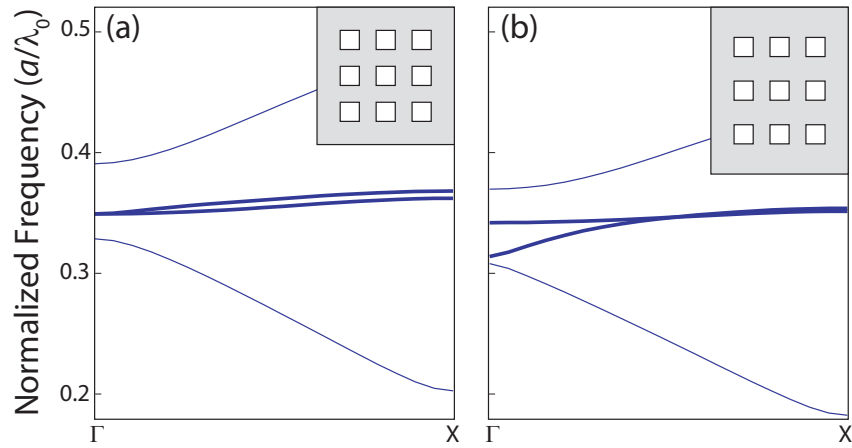 Normalized Frequency (a/λ₀)
0.5
0.4
0.3
0.2
(a)
(b)
Γ
X
Γ
X